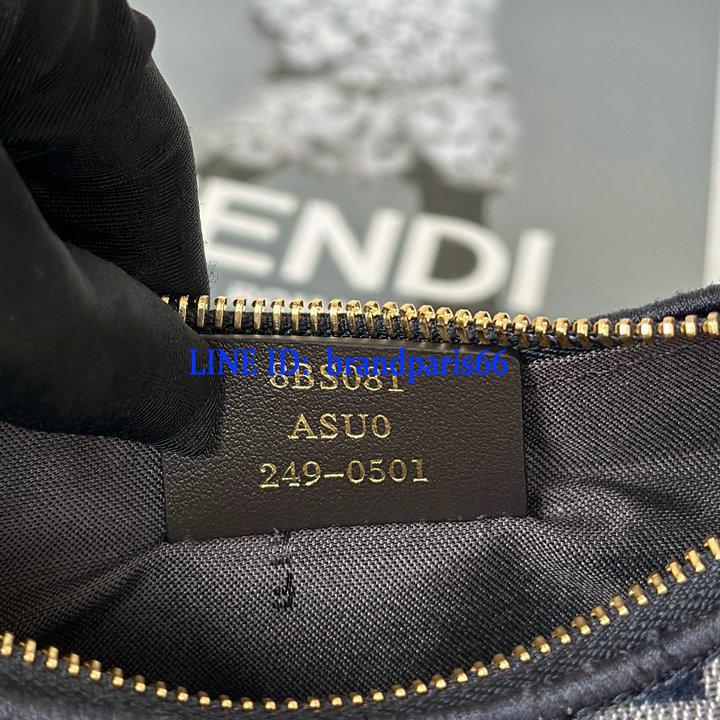 ENDI
LINE ID: brandparis66
8BS081
ASU0
249-0501